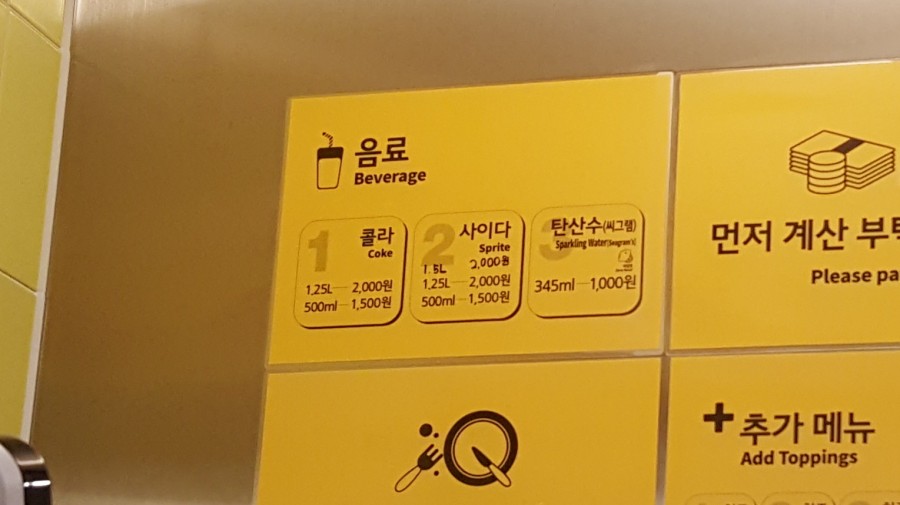 음료
Beverage
1
콜라
Coke
1.25L 2,000원
500ml 1,500원
2
사이다
Sprite
1.5L 2,000원
1.25L 2,000원
500ml 1,500원
3
탄산수(씨그램)
Sparkling Water(Seagram's)
345ml 1,000원
먼저 계산
Please
+ 추가 메뉴
Add Toppings